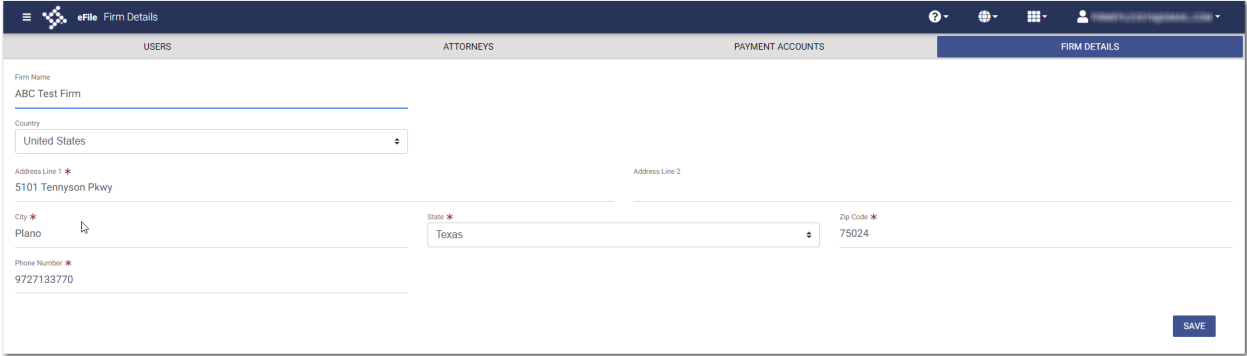 eFile Firm Details
USERS ATTORNEYS PAYMENT ACCOUNTS FIRM DETAILS
Firm Name
ABC Test Firm
Country
United States
Address Line 1 * Address Line 2
5101 Tennyson Pkwy
City * State * Zip Code *
Plano Texas 75024
Phone Number *
9727133770
SAVE